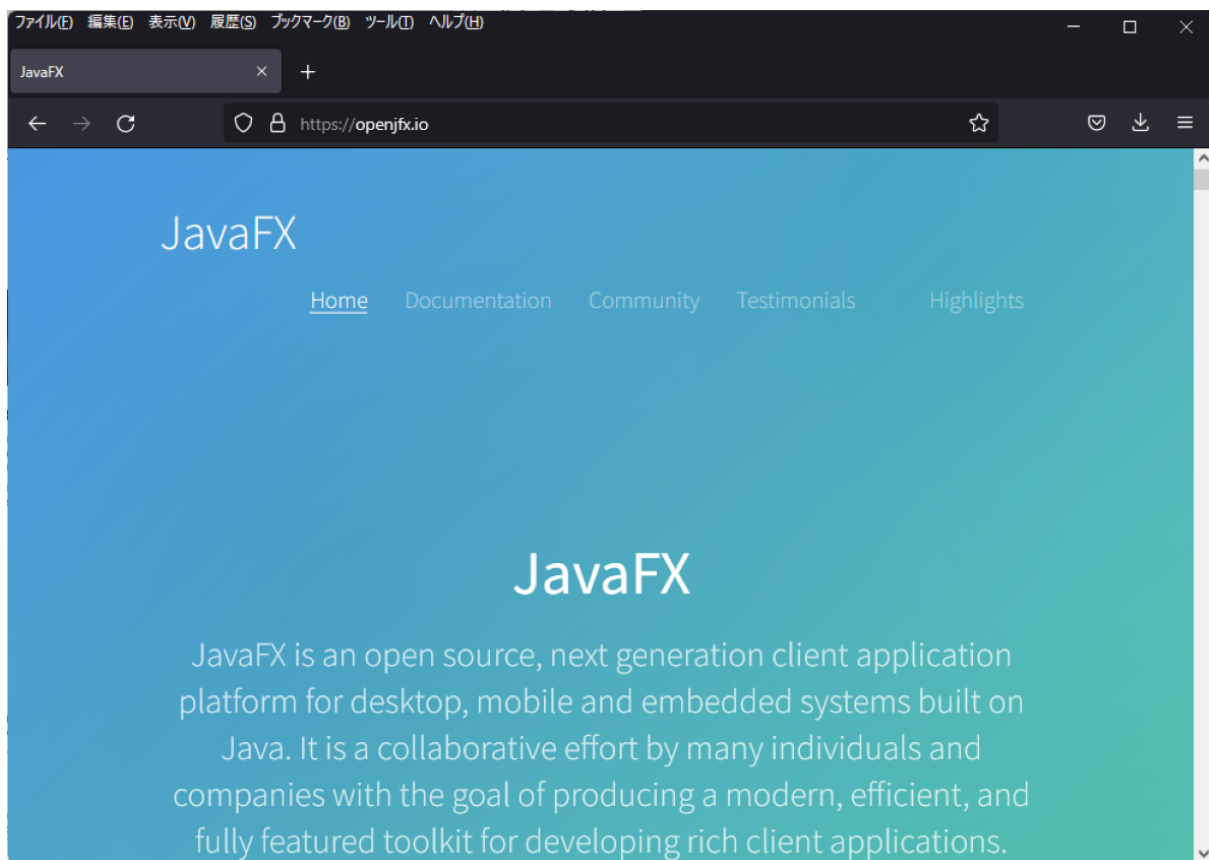 ファイル(F) 編集(E) 表示(V) 履歴(S) ブックマーク(B) ツール(T) ヘルプ(H)
JavaFX
https://openjfx.io
JavaFX
Home Documentation Community Testimonials Highlights
JavaFX
JavaFX is an open source, next generation client application
platform for desktop, mobile and embedded systems built on
Java. It is a collaborative effort by many individuals and
companies with the goal of producing a modern, efficient, and
fully featured toolkit for developing rich client applications.